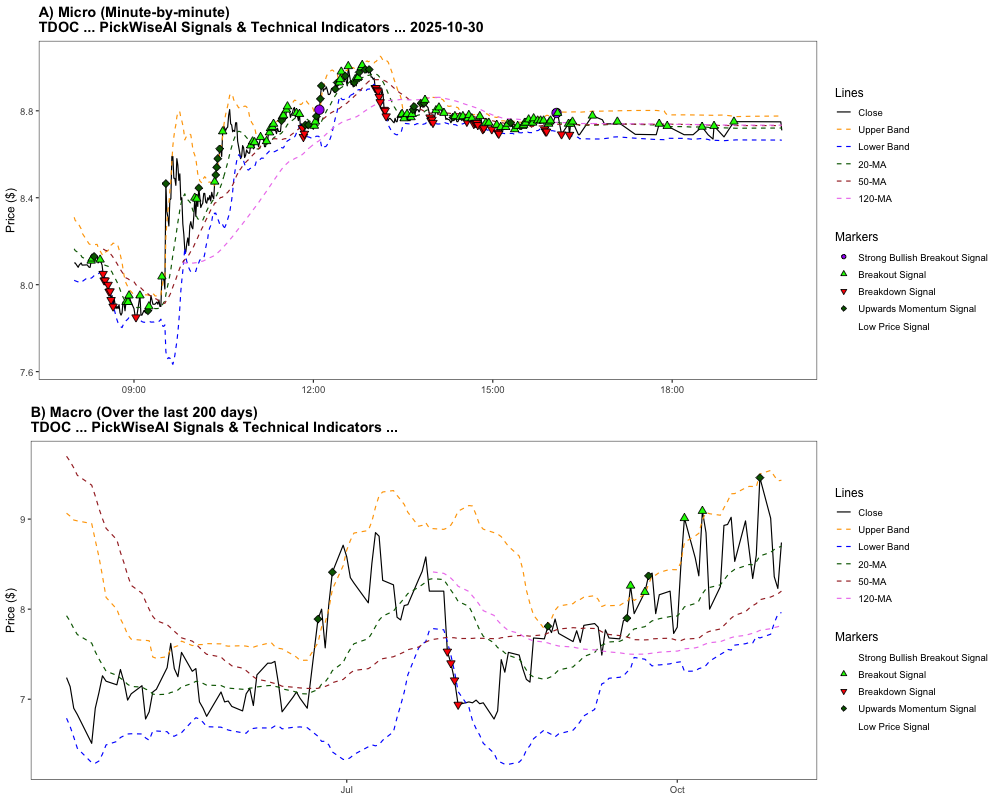 A) Micro (Minute-by-minute)
TDOC ... PickWiseAI Signals & Technical Indicators ... 2025-10-30
Price ($)
8.8
8.4
8.0
7.6
09:00
12:00
15:00
18:00
Lines
Close
Upper Band
Lower Band
20-MA
50-MA
120-MA
Markers
Strong Bullish Breakout Signal
Breakout Signal
Breakdown Signal
Upwards Momentum Signal
Low Price Signal
B) Macro (Over the last 200 days)
TDOC ... PickWiseAI Signals & Technical Indicators ...
Price ($)
9
8
7
Jul
Oct
Lines
Close
Upper Band
Lower Band
20-MA
50-MA
120-MA
Markers
Strong Bullish Breakout Signal
Breakout Signal
Breakdown Signal
Upwards Momentum Signal
Low Price Signal